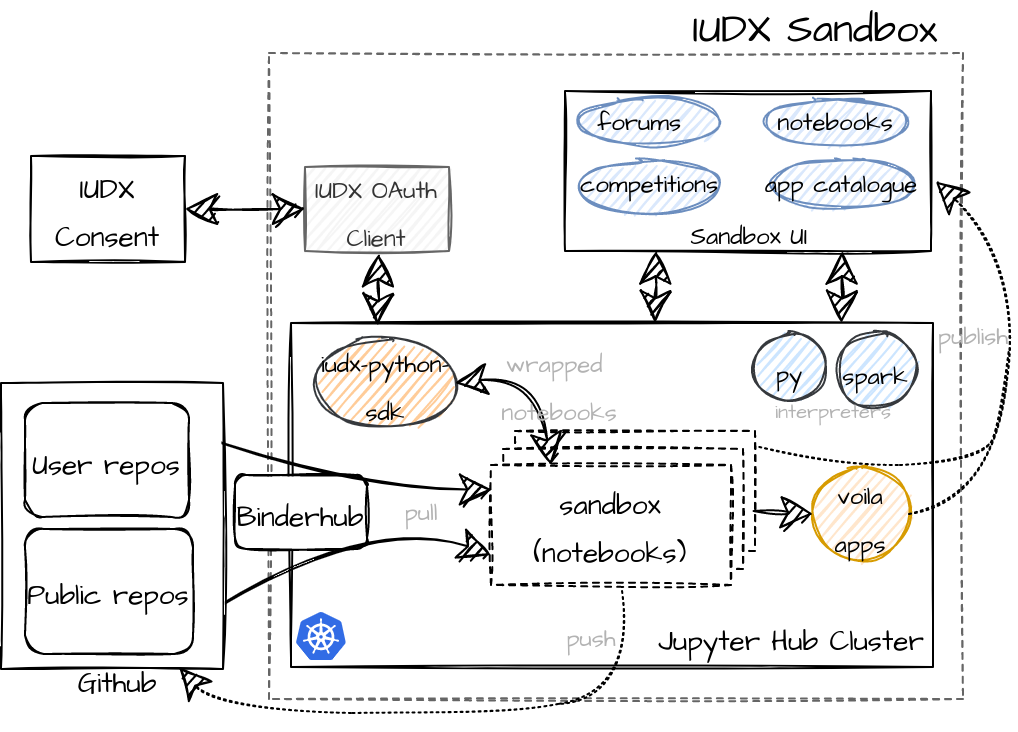 IUDX Sandbox
forums
notebooks
competitions
app catalogue
Sandbox UI
IUDX
Consent
IUDX OAuth
Client
publish
iudx-python-
sdk
wrapped
notebooks
py
spark
interpreters
User repos
Binderhub
pull
sandbox
(notebooks)
voila
apps
Public repos
push
Jupyter Hub Cluster
Github